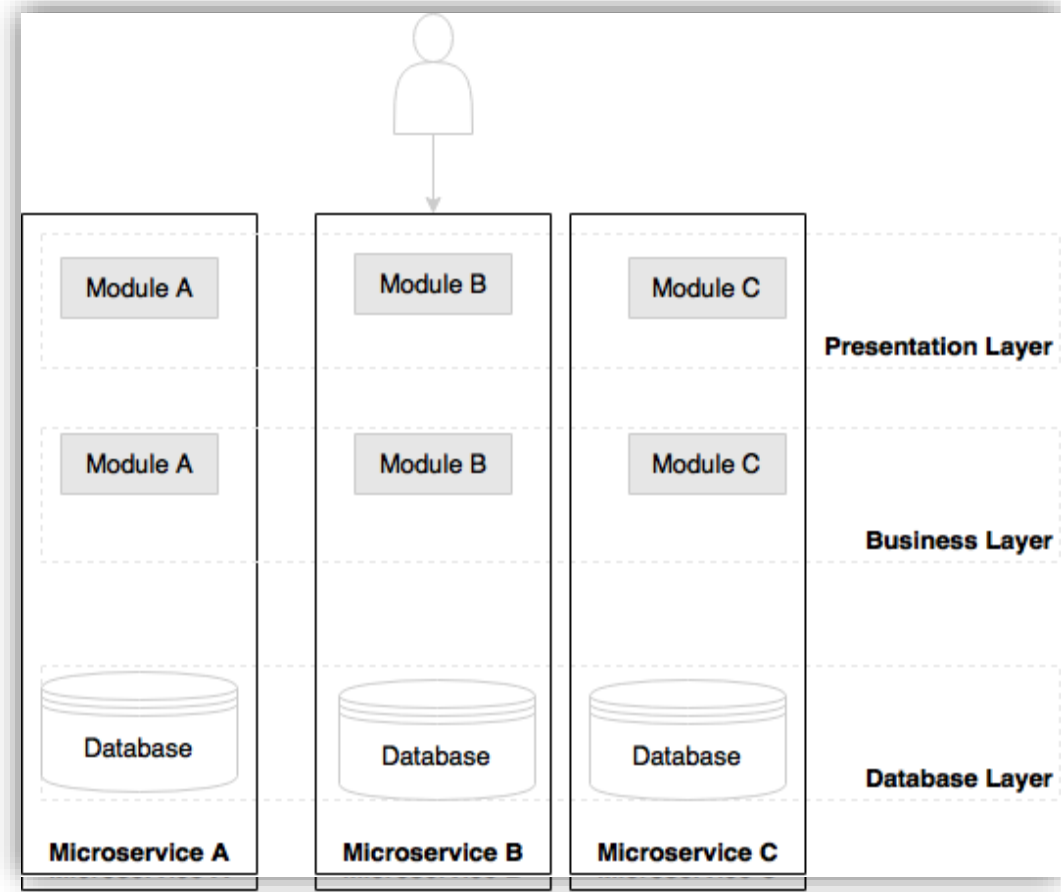 Module A
Module B
Module C
Presentation Layer
Module A
Module B
Module C
Business Layer
Database
Database
Database
Database Layer
Microservice A
Microservice B
Microservice C